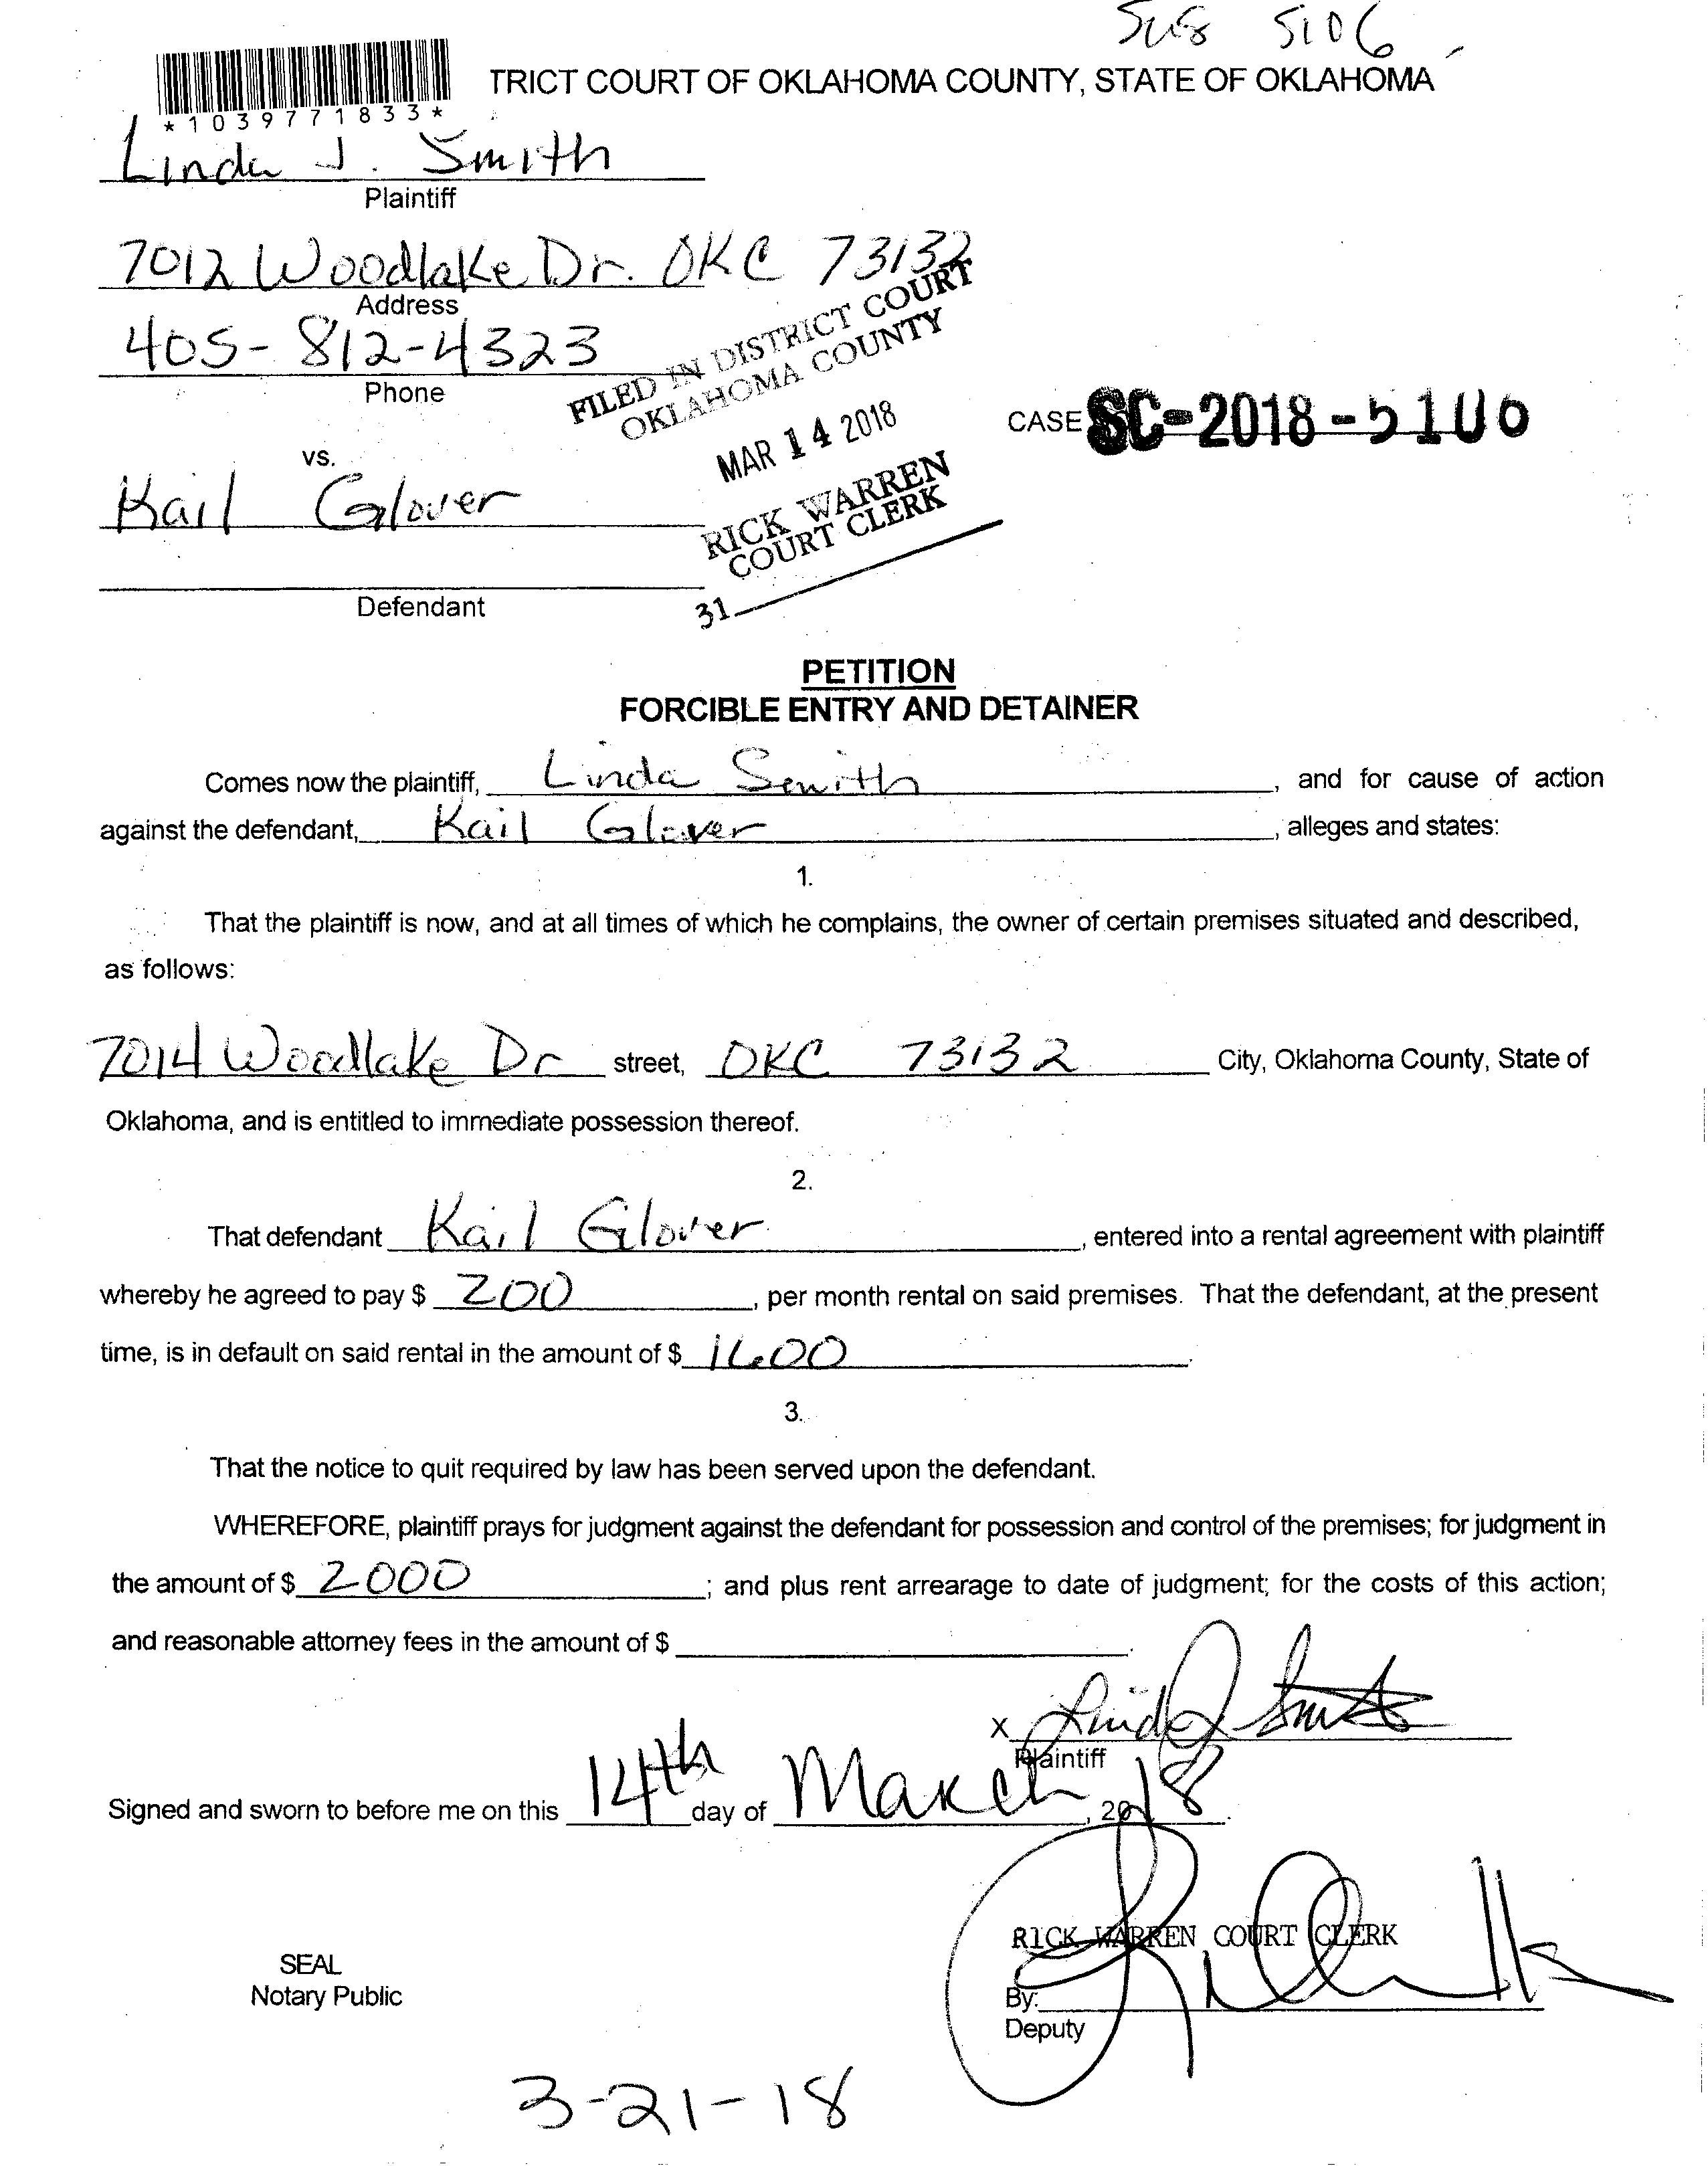 5106
TRICT COURT OF OKLAHOMA COUNTY, STATE OF OKLAHOMA
*1039771833*
Linda J. Smith
Plaintiff
7012 Woodlake Dr. OKC 73132
Address
405-812-4323
Phone
FILED IN DISTRICT COURT
OKLAHOMA COUNTY
MAR 14 2018
RICK WARREN
COURT CLERK
31
CASE SC-2018-5106
vs.
Kail Glover
Defendant
PETITION
FORCIBLE ENTRY AND DETAINER
Comes now the plaintiff, Linda Smith, and for cause of action
against the defendant, Kail Glover, alleges and states:
1.
That the plaintiff is now, and at all times of which he complains, the owner of certain premises situated and described,
as follows:
7014 Woodlake Dr street, OKC 73132 City, Oklahoma County, State of
Oklahoma, and is entitled to immediate possession thereof.
2.
That defendant Kail Glover, entered into a rental agreement with plaintiff
whereby he agreed to pay $ 200, per month rental on said premises. That the defendant, at the present
time, is in default on said rental in the amount of $ 1600.
3.
That the notice to quit required by law has been served upon the defendant.
WHEREFORE, plaintiff prays for judgment against the defendant for possession and control of the premises; for judgment in
the amount of $ 2000; and plus rent arrearage to date of judgment; for the costs of this action;
and reasonable attorney fees in the amount of $ .
X Linda J Smith
Plaintiff
Signed and sworn to before me on this 14th day of March, 2018.
RICK WARREN COURT CLERK
SEAL
Notary Public
By:
Deputy
3-21-18